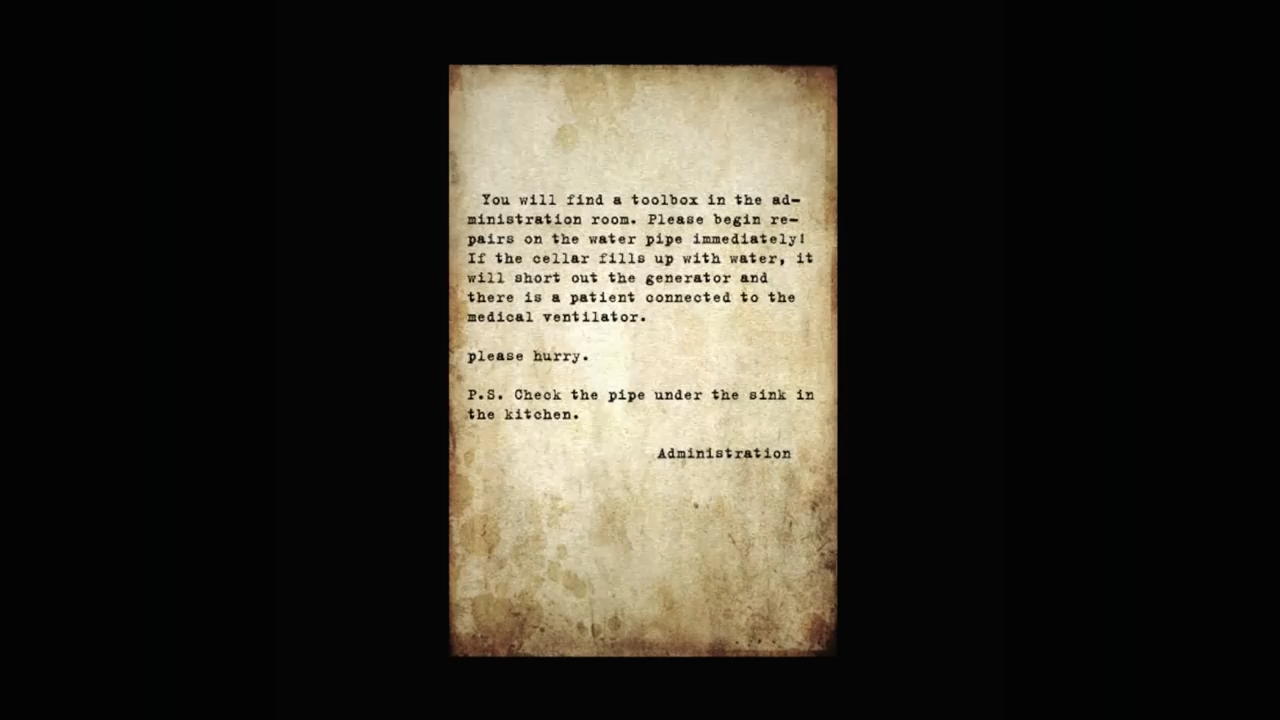 You will find a toolbox in the ad-
ministration room. Please begin re-
pairs on the water pipe immediately!
If the cellar fills up with water, it
will short out the generator and
there is a patient connected to the
medical ventilator.
please hurry.
P.S. Check the pipe under the sink in
the kitchen.
Administration